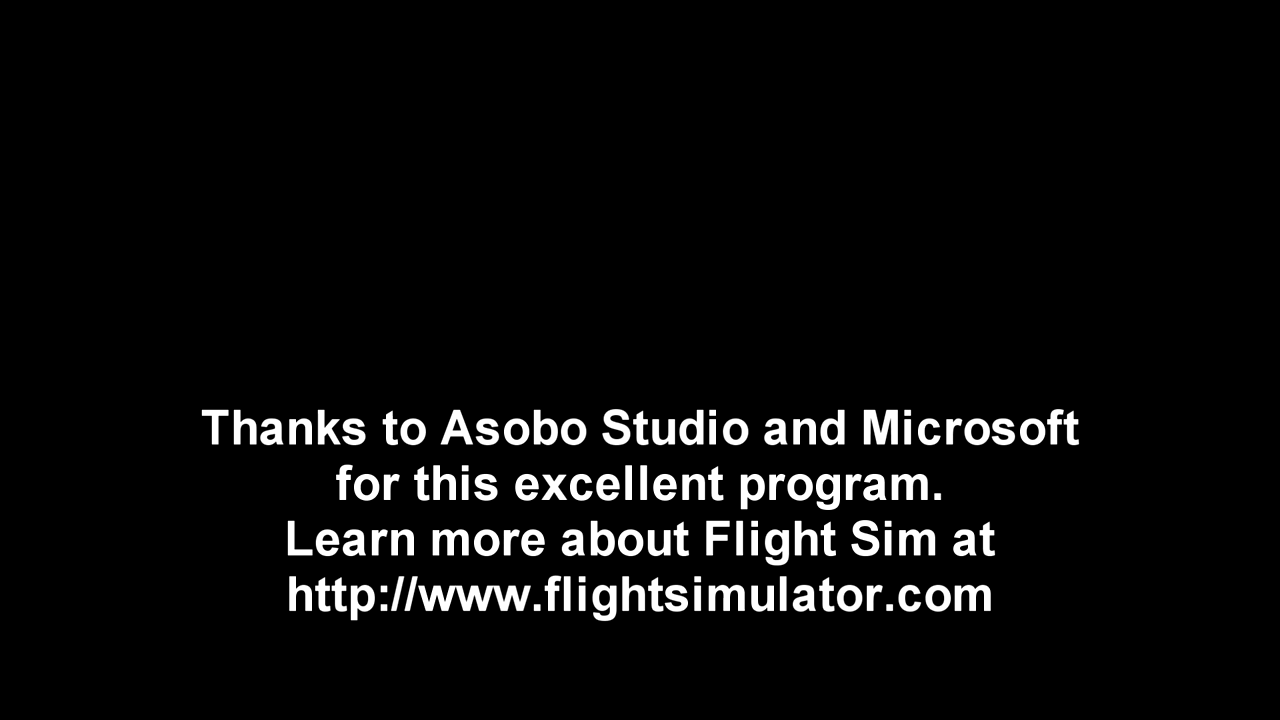 Thanks to Asobo Studio and Microsoft
for this excellent program.
Learn more about Flight Sim at
http://www.flightsimulator.com